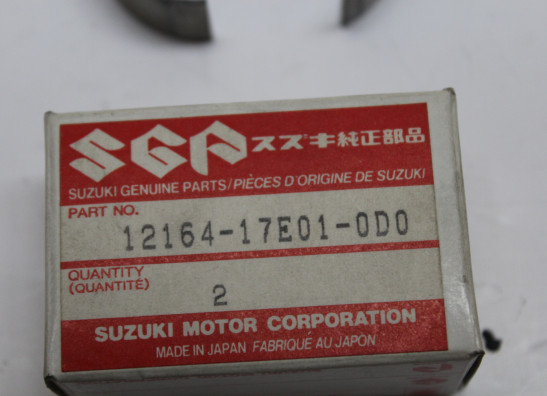 SGP スズキ純正部品
SUZUKI GENUINE PARTS/PIÈCES D'ORIGINE DE SUZUKI
PART NO.
12164-17E01-0D0
QUANTITY
(QUANTITÉ)
2
SUZUKI MOTOR CORPORATION
MADE IN JAPAN FABRIQUE AU JAPON